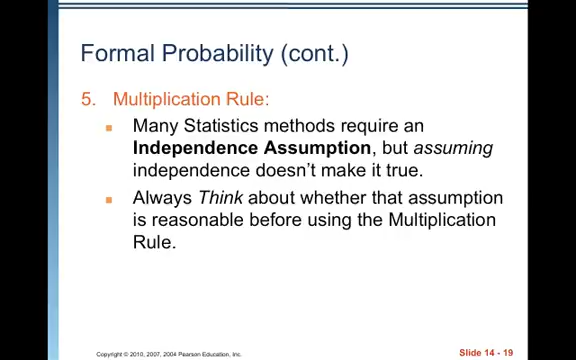 Formal Probability (cont.)
5. Multiplication Rule:
Many Statistics methods require an
Independence Assumption, but assuming
independence doesn't make it true.
Always Think about whether that assumption
is reasonable before using the Multiplication
Rule.
Copyright © 2010, 2007, 2004 Pearson Education, Inc.
Slide 14 - 19